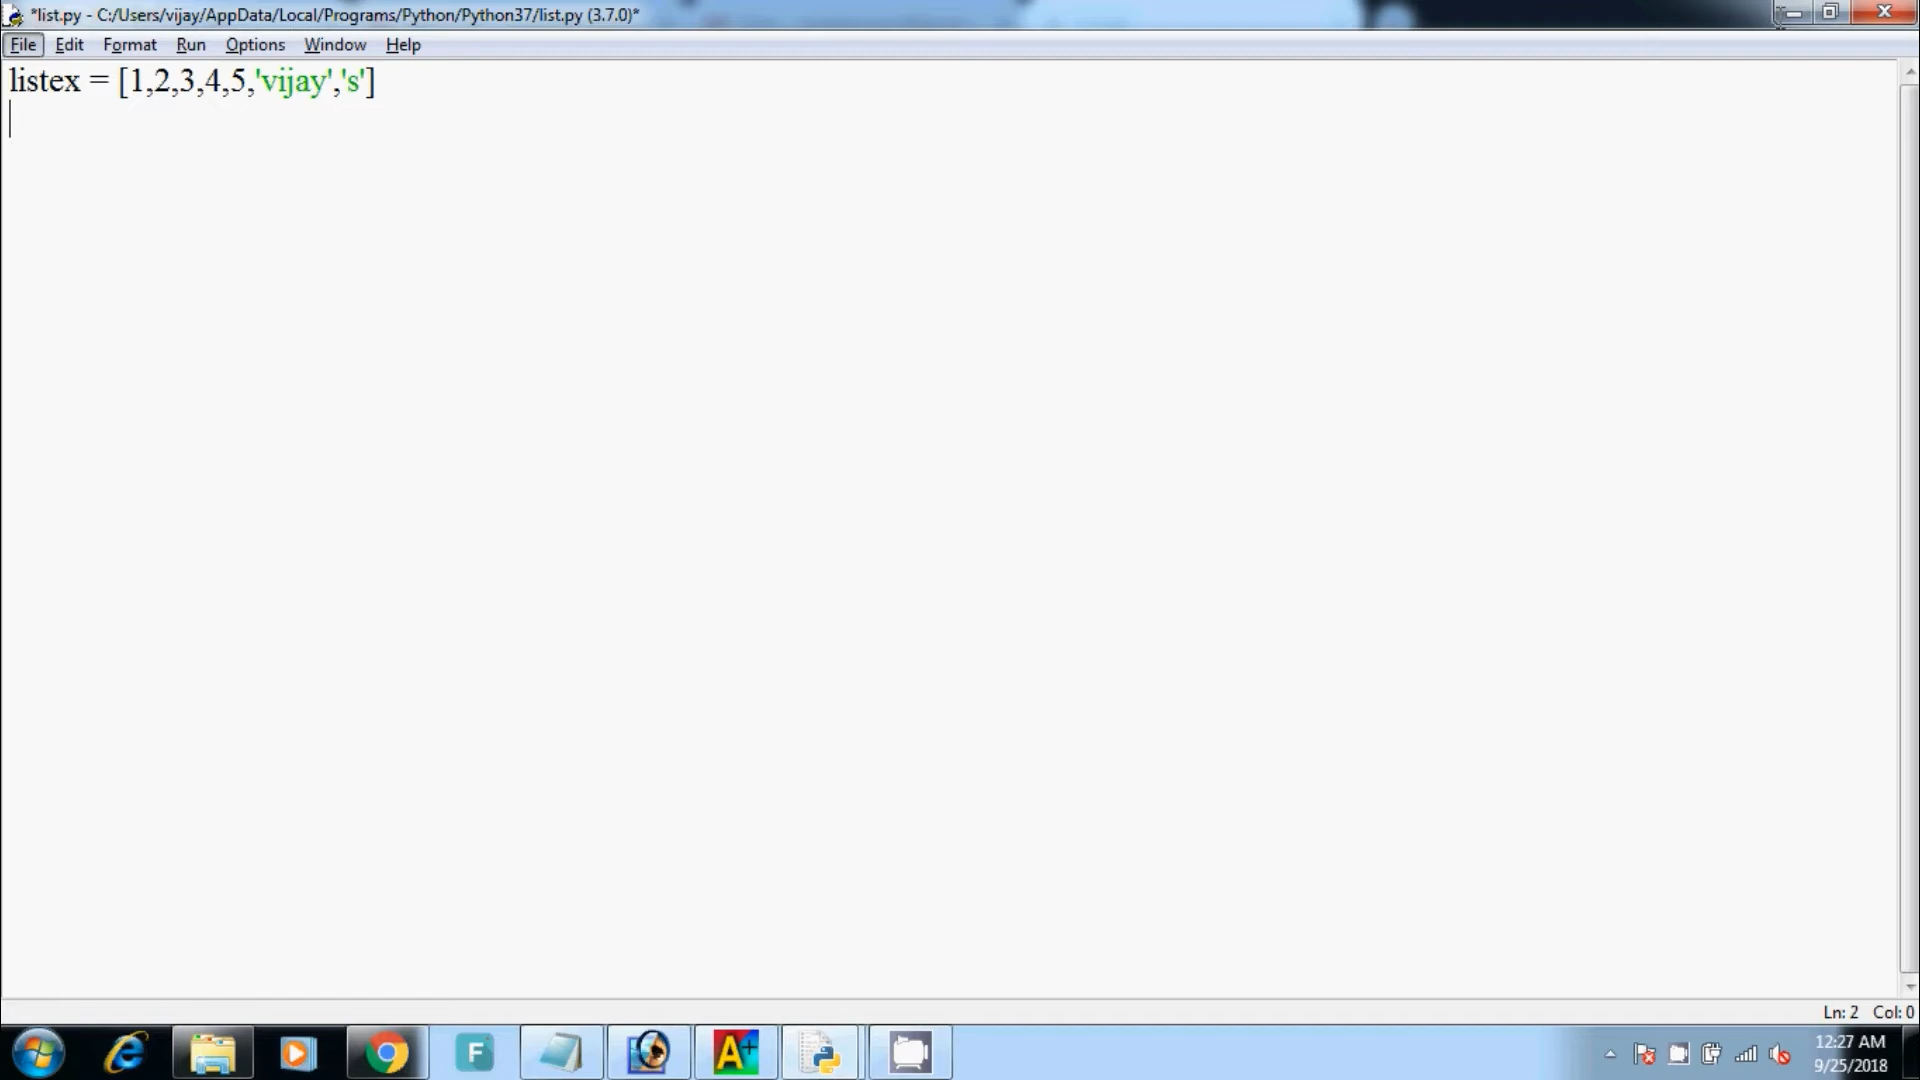 *list.py - C:/Users/vijay/AppData/Local/Programs/Python/Python37/list.py (3.7.0)*
File Edit Format Run Options Window Help
listex = [1,2,3,4,5,'vijay','s']
Ln: 2 Col: 0
F A+ 12:27 AM
9/25/2018